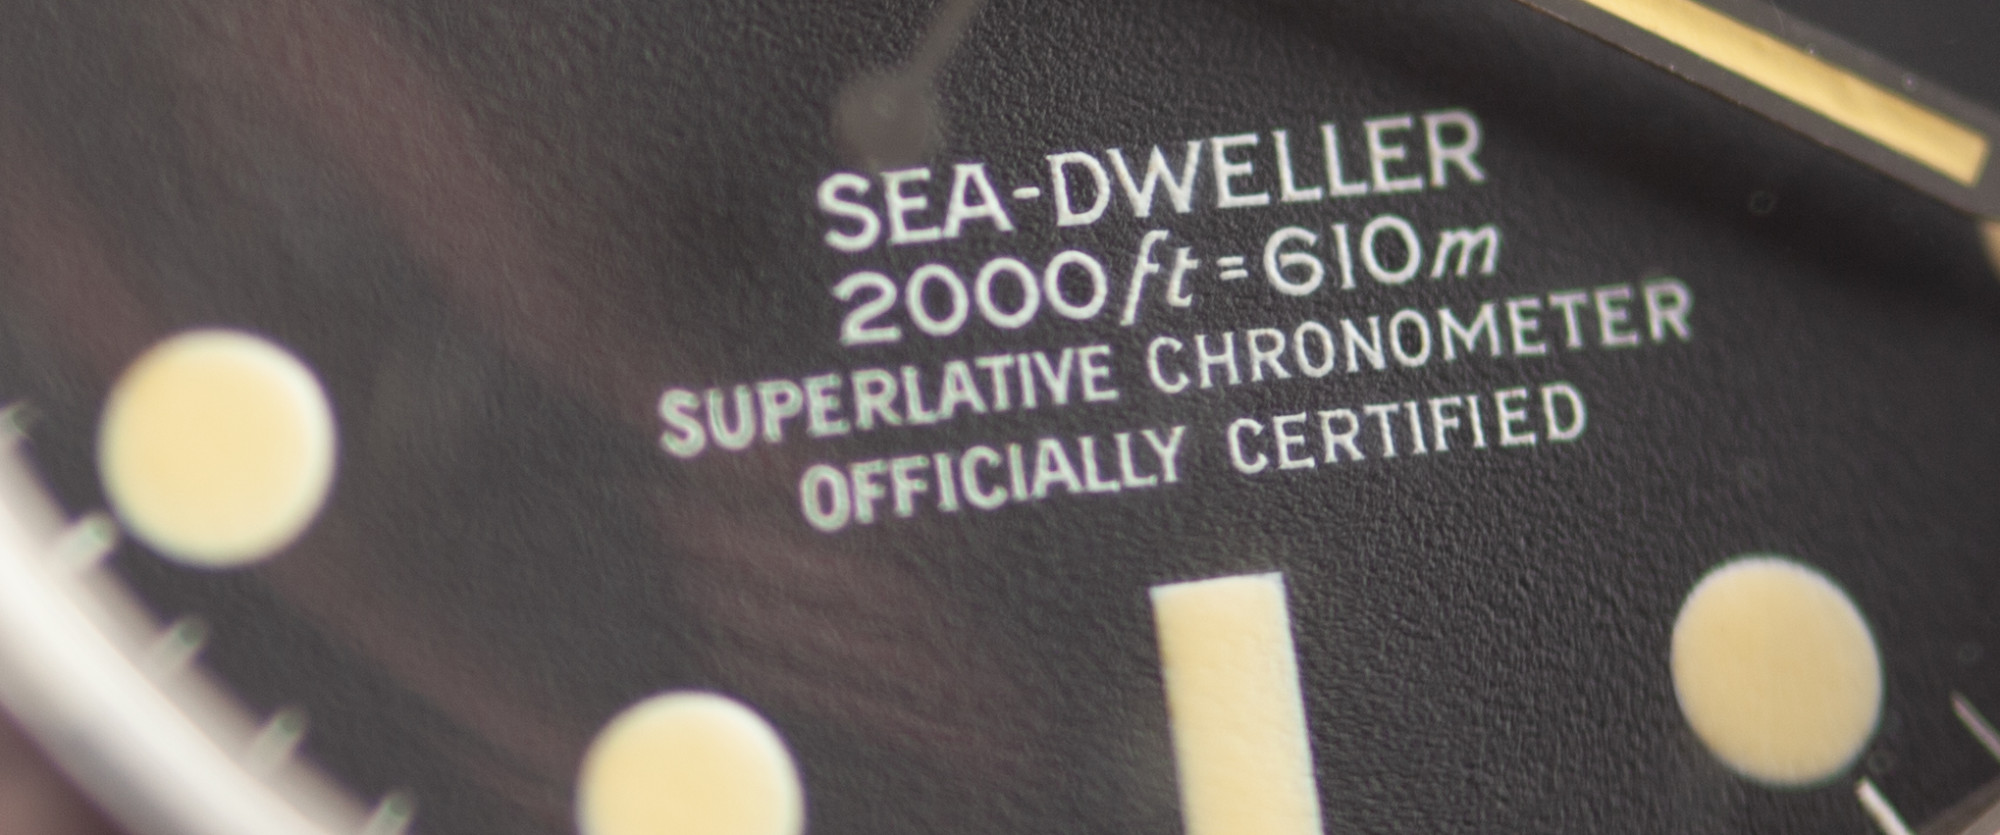 SEA-DWELLER
2000ft=610m
SUPERLATIVE CHRONOMETER
OFFICIALLY CERTIFIED